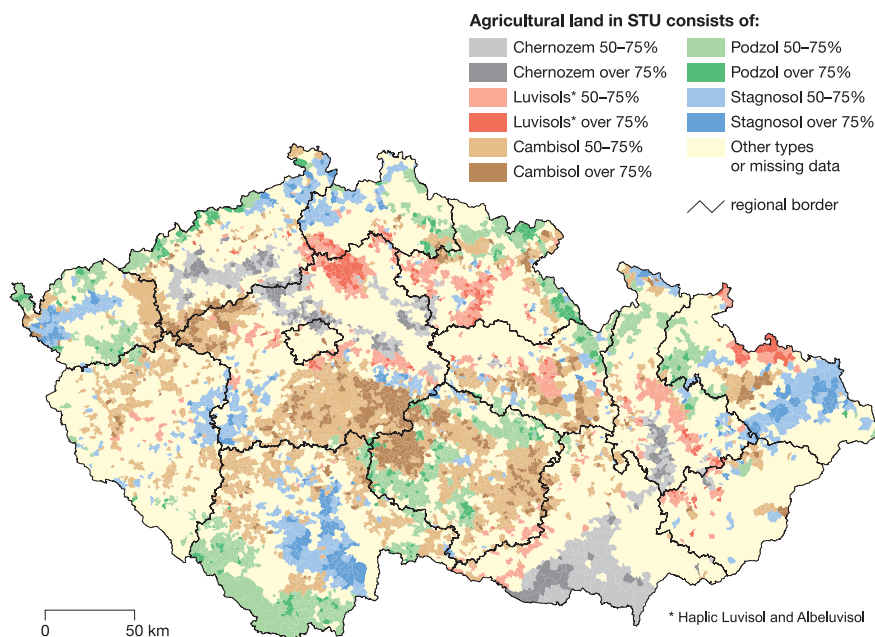 Agricultural land in STU consists of:
Chernozem 50–75%
Chernozem over 75%
Luvisols* 50–75%
Luvisols* over 75%
Cambisol 50–75%
Cambisol over 75%
Podzol 50–75%
Podzol over 75%
Stagnosol 50–75%
Stagnosol over 75%
Other types
or missing data
regional border
0 50 km
* Haplic Luvisol and Albeluvisol